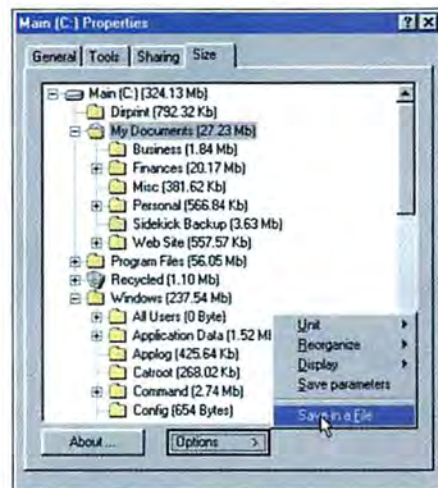 Main (C:) Properties
General Tools Sharing Size
Main (C:) (324.13 Mb)
Dirprint (792.32 Kb)
My Documents (27.23 Mb)
Business (1.84 Mb)
Finances (20.17 Mb)
Misc (381.62 Kb)
Personal (566.84 Kb)
Sidekick Backup (3.63 Mb)
Web Site (557.57 Kb)
Program Files (56.05 Mb)
Recycled (1.10 Mb)
Windows (237.54 Mb)
All Users (0 Byte)
Application Data (1.52 Ml
Applog (425.64 Kb)
Catroot (268.02 Kb)
Command (2.74 Mb)
Config (654 Bytes)
Unit
Reorganize
Display
Save parameters
Save in a File
About ...
Options >